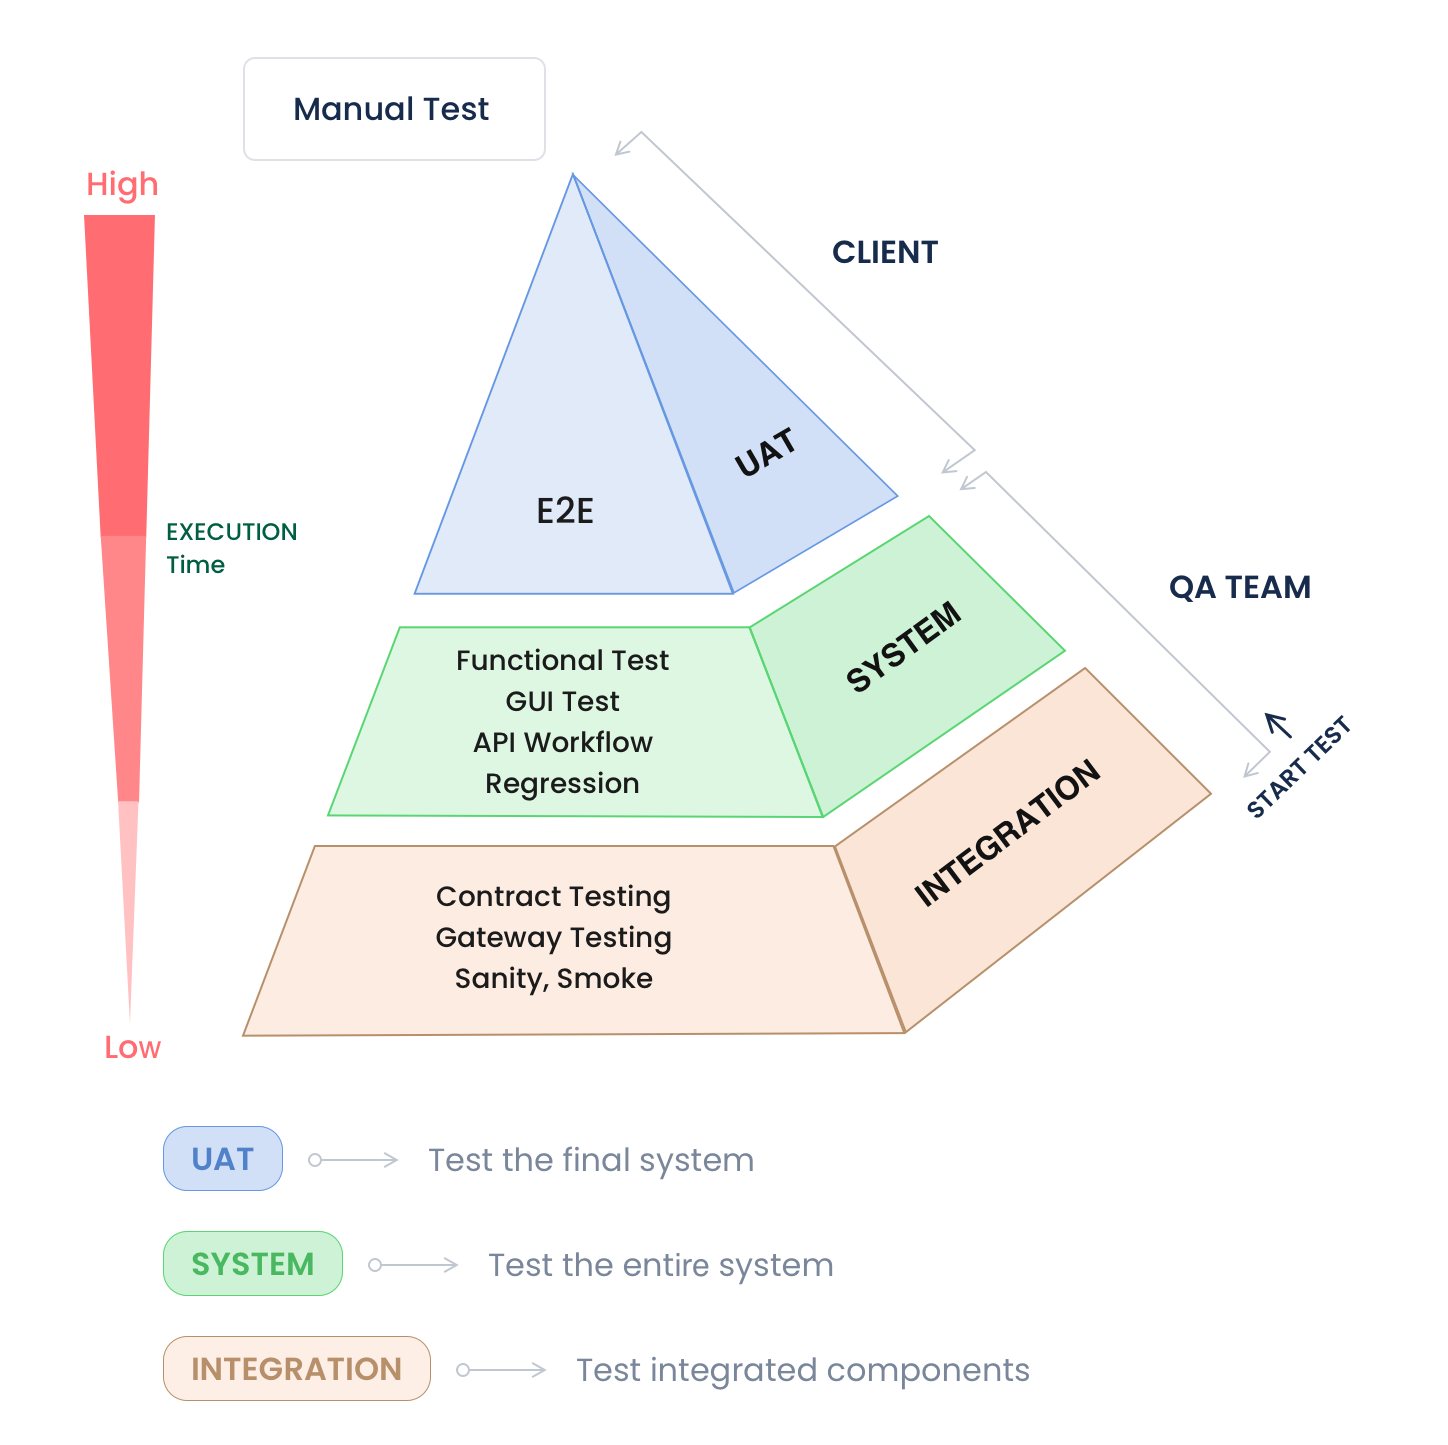 Manual Test
High
CLIENT
UAT
E2E
EXECUTION
Time
QA TEAM
SYSTEM
Functional Test
GUI Test
API Workflow
Regression
START TEST
INTEGRATION
Contract Testing
Gateway Testing
Sanity, Smoke
Low
UAT
Test the final system
SYSTEM
Test the entire system
INTEGRATION
Test integrated components